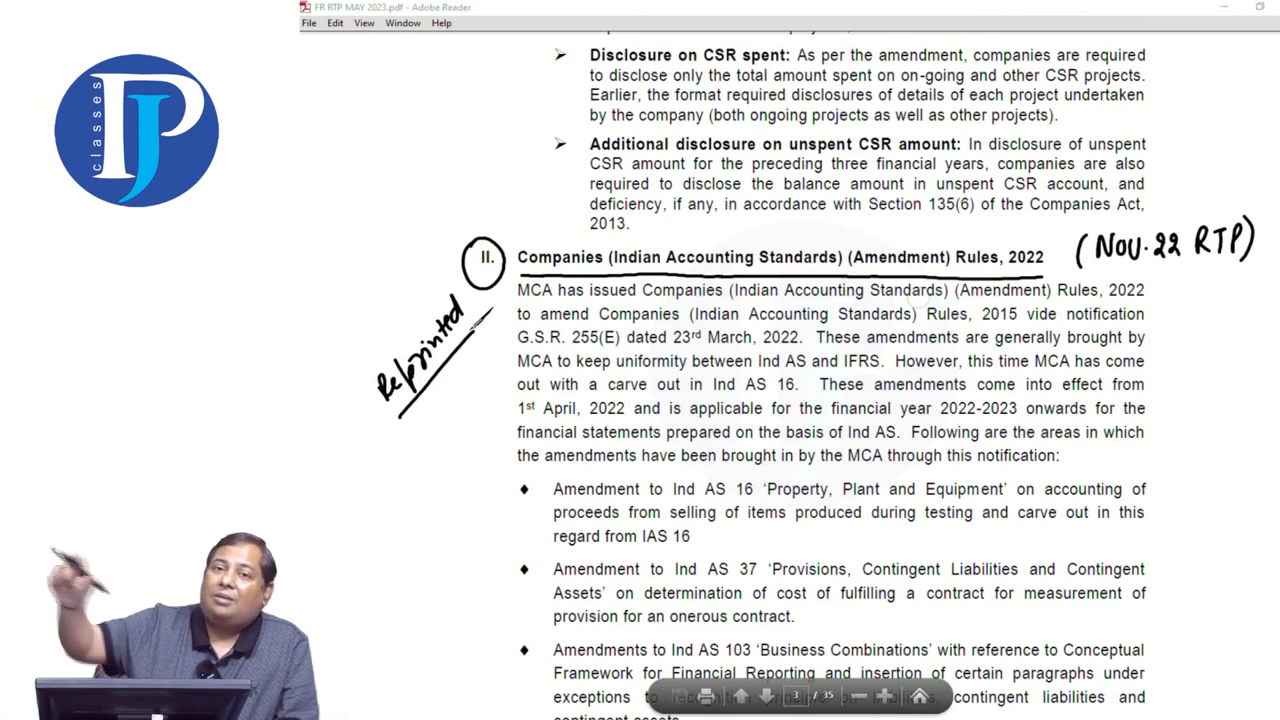 FR RTP MAY 2023.pdf - Adobe Reader
File Edit View Window Help
classes
PJ
➢ Disclosure on CSR spent: As per the amendment, companies are required
to disclose only the total amount spent on on-going and other CSR projects.
Earlier, the format required disclosures of details of each project undertaken
by the company (both ongoing projects as well as other projects).
➢ Additional disclosure on unspent CSR amount: In disclosure of unspent
CSR amount for the preceding three financial years, companies are also
required to disclose the balance amount in unspent CSR account, and
deficiency, if any, in accordance with Section 135(6) of the Companies Act,
2013.
II. Companies (Indian Accounting Standards) (Amendment) Rules, 2022 (Nov.22 RTP)
Reprinted
MCA has issued Companies (Indian Accounting Standards) (Amendment) Rules, 2022
to amend Companies (Indian Accounting Standards) Rules, 2015 vide notification
G.S.R. 255(E) dated 23rd March, 2022. These amendments are generally brought by
MCA to keep uniformity between Ind AS and IFRS. However, this time MCA has come
out with a carve out in Ind AS 16. These amendments come into effect from
1st April, 2022 and is applicable for the financial year 2022-2023 onwards for the
financial statements prepared on the basis of Ind AS. Following are the areas in which
the amendments have been brought in by the MCA through this notification:
♦ Amendment to Ind AS 16 ‘Property, Plant and Equipment’ on accounting of
proceeds from selling of items produced during testing and carve out in this
regard from IAS 16
♦ Amendment to Ind AS 37 ‘Provisions, Contingent Liabilities and Contingent
Assets’ on determination of cost of fulfilling a contract for measurement of
provision for an onerous contract.
♦ Amendments to Ind AS 103 ‘Business Combinations’ with reference to Conceptual
Framework for Financial Reporting and insertion of certain paragraphs under
exceptions to recognition principle on liabilities, contingent liabilities and
contingent assets
3 / 35